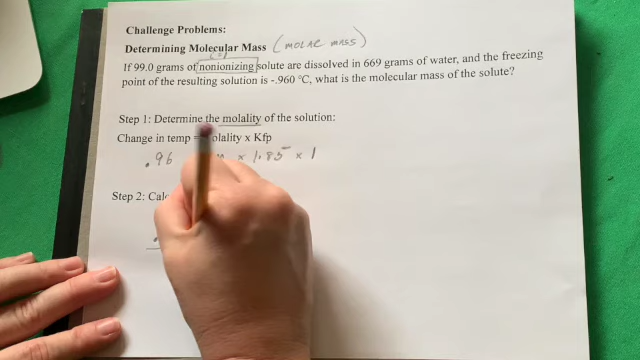 Challenge Problems:
Determining Molecular Mass (MOLAR MASS)
If 99.0 grams of nonionizing solute are dissolved in 669 grams of water, and the freezing
point of the resulting solution is -.960 °C, what is the molecular mass of the solute?
Step 1: Determine the molality of the solution:
Change in temp = molality x Kfp
.96 x 1.85 x 1
Step 2: